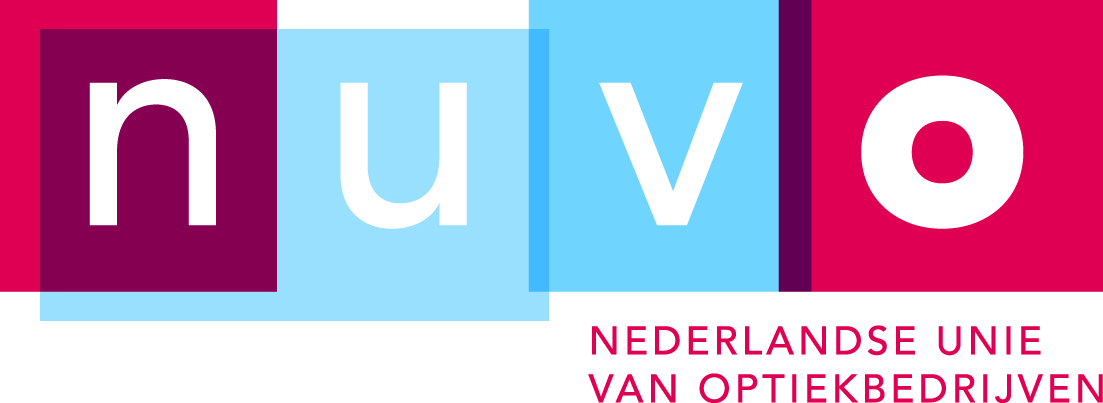 nuvo
NEDERLANDSE UNIE
VAN OPTIEKBEDRIJVEN